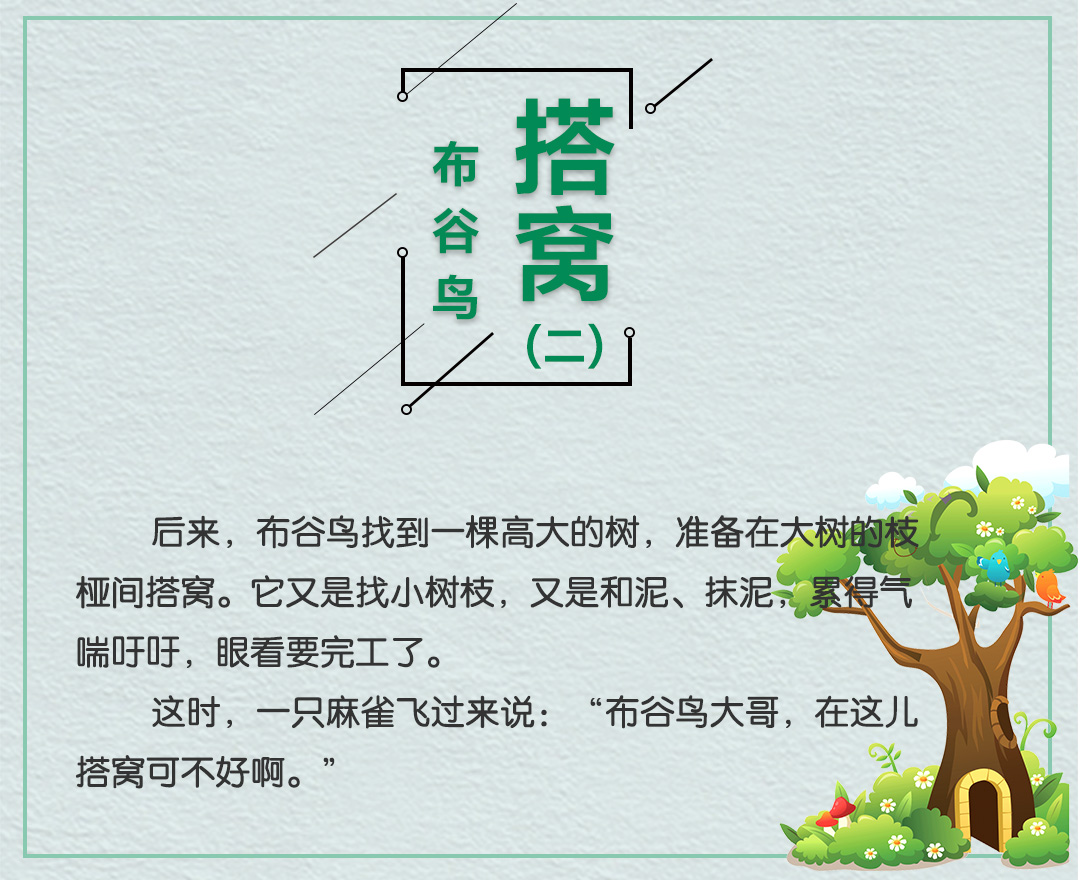 布谷鸟
搭窝
（二）
后来，布谷鸟找到一棵高大的树，准备在大树的枝
桠间搭窝。它又是找小树枝，又是和泥、抹泥，累得气
喘吁吁，眼看要完工了。
这时，一只麻雀飞过来说：“布谷鸟大哥，在这儿
搭窝可不好啊。”